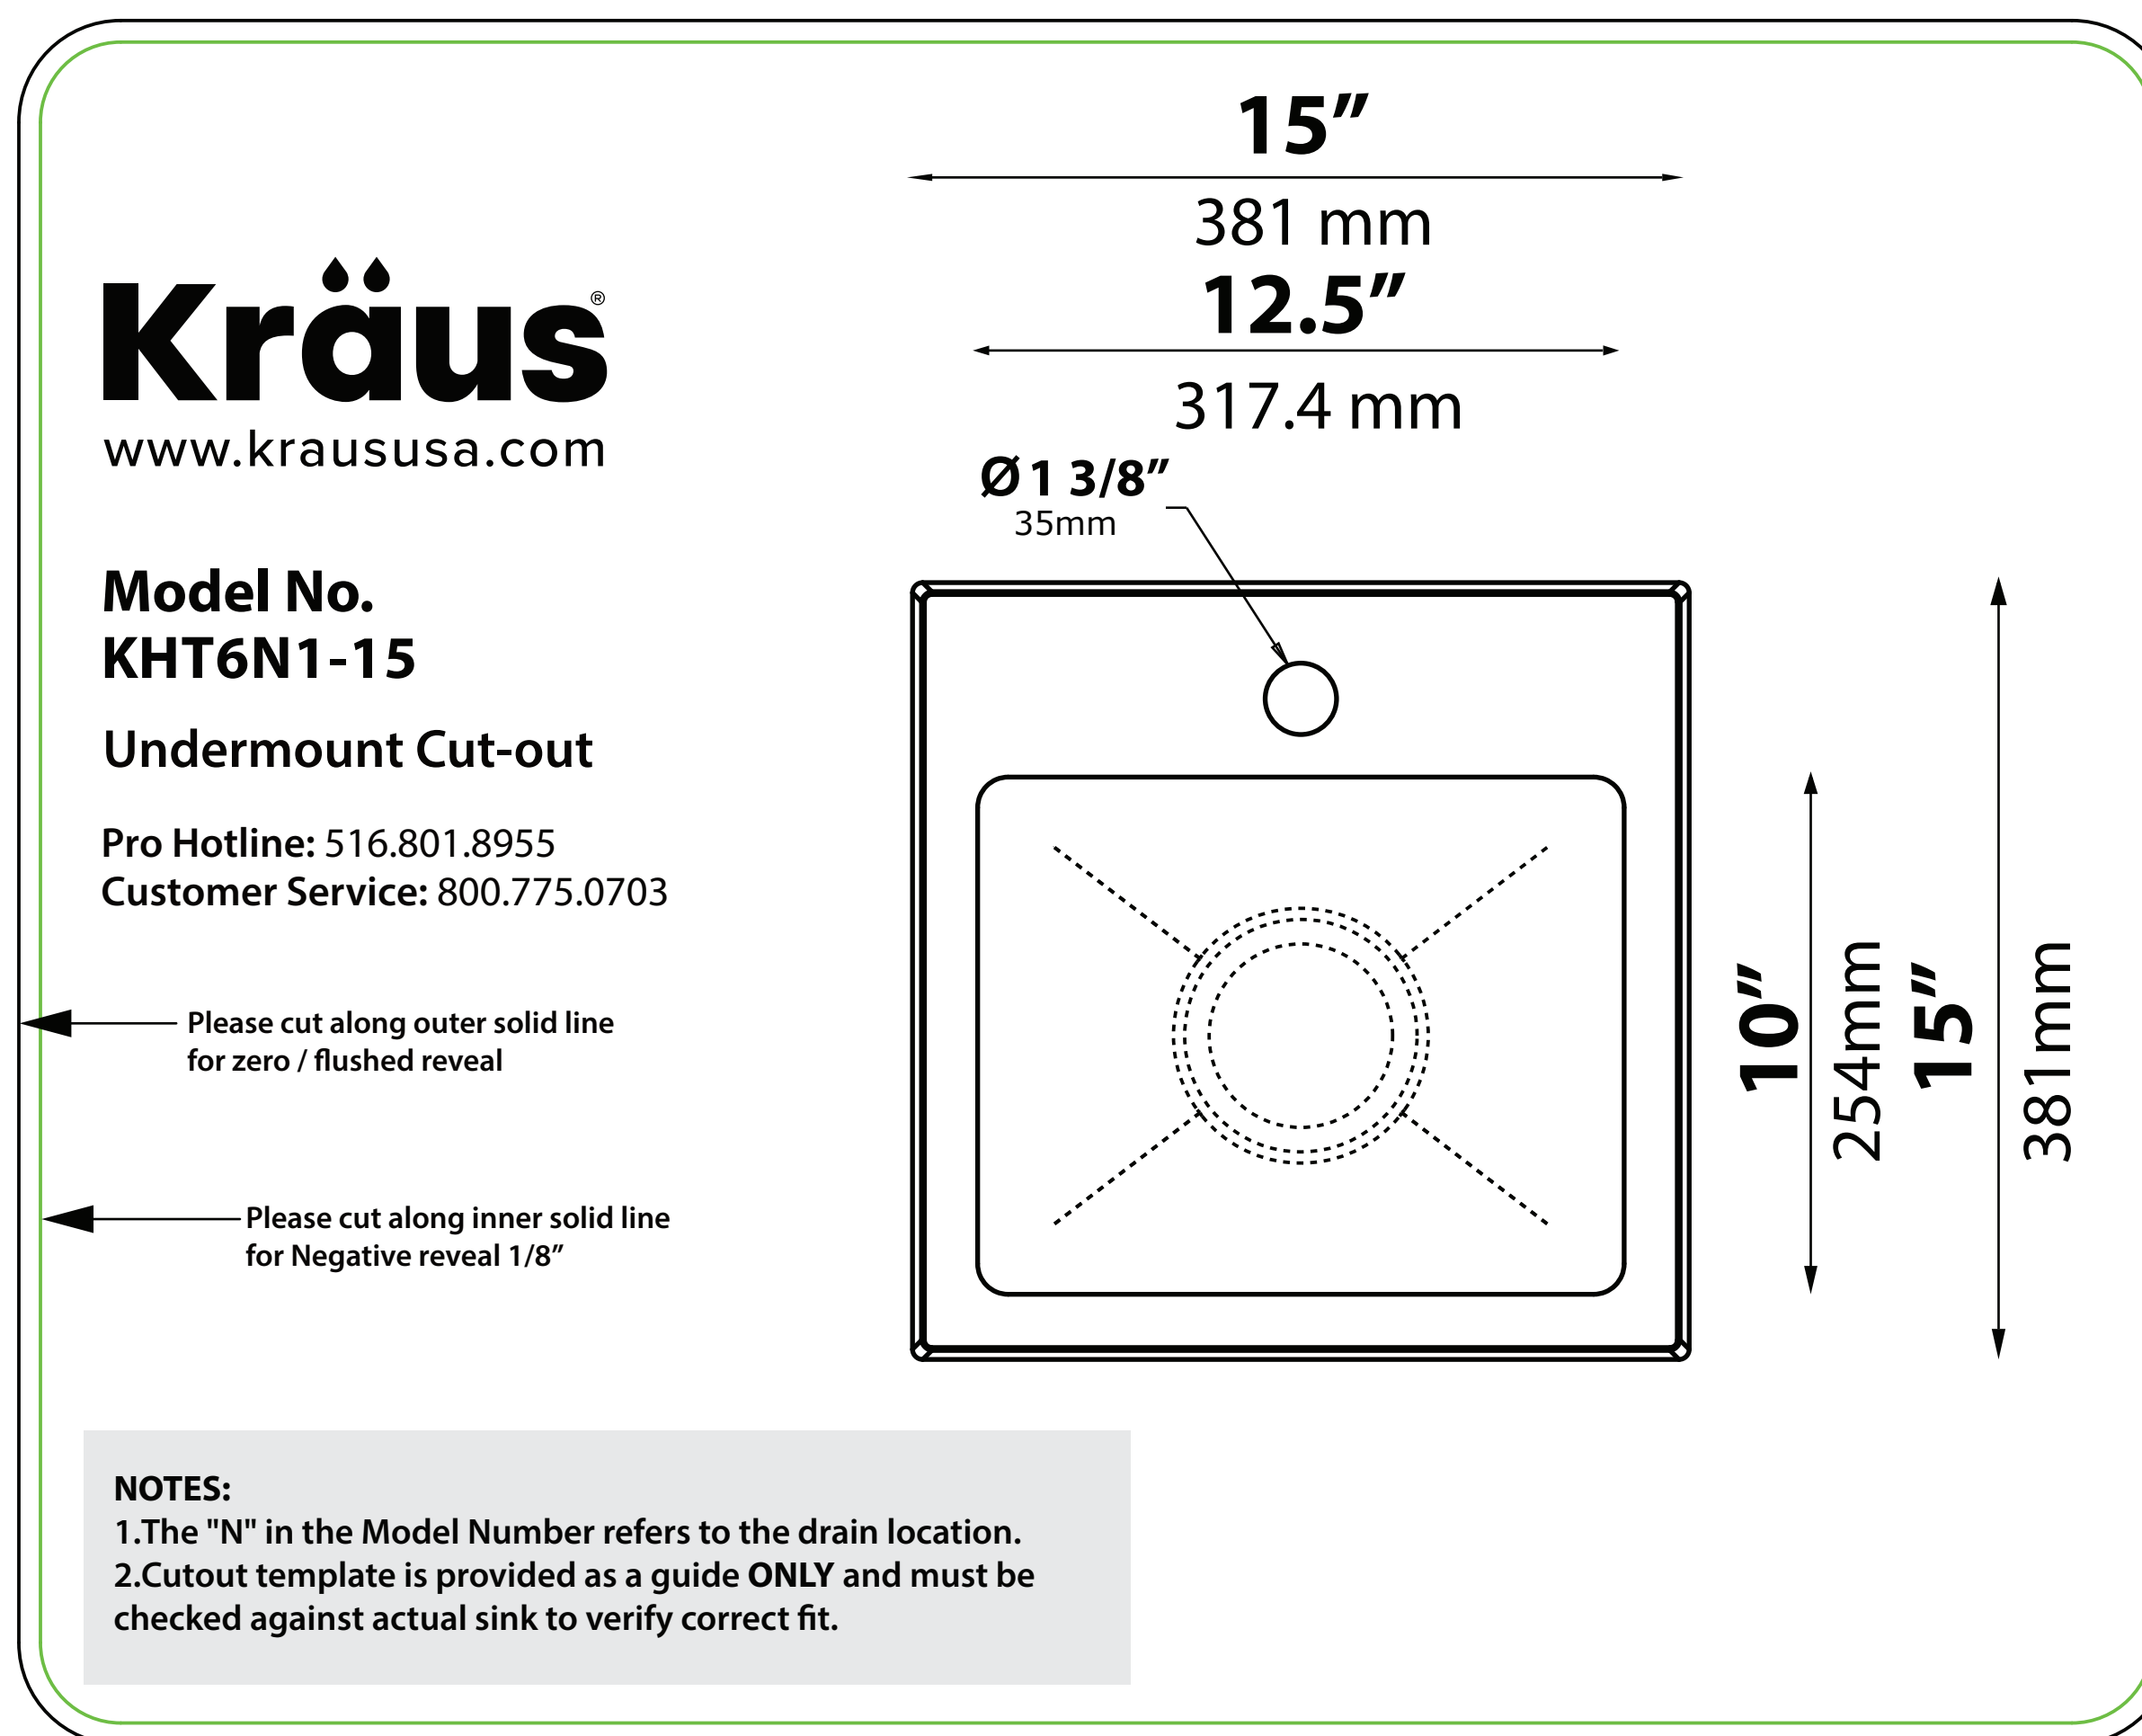 15”
381 mm
12.5”
317.4 mm
Ø 1 3/8”
35mm
Kräus®
www.kraususa.com
Model No.
KHT6N1-15
Undermount Cut-out
Pro Hotline: 516.801.8955
Customer Service: 800.775.0703
Please cut along outer solid line
for zero / flushed reveal
Please cut along inner solid line
for Negative reveal 1/8”
10”
254mm
15”
381mm
NOTES:
1.The "N" in the Model Number refers to the drain location.
2.Cutout template is provided as a guide ONLY and must be
checked against actual sink to verify correct fit.